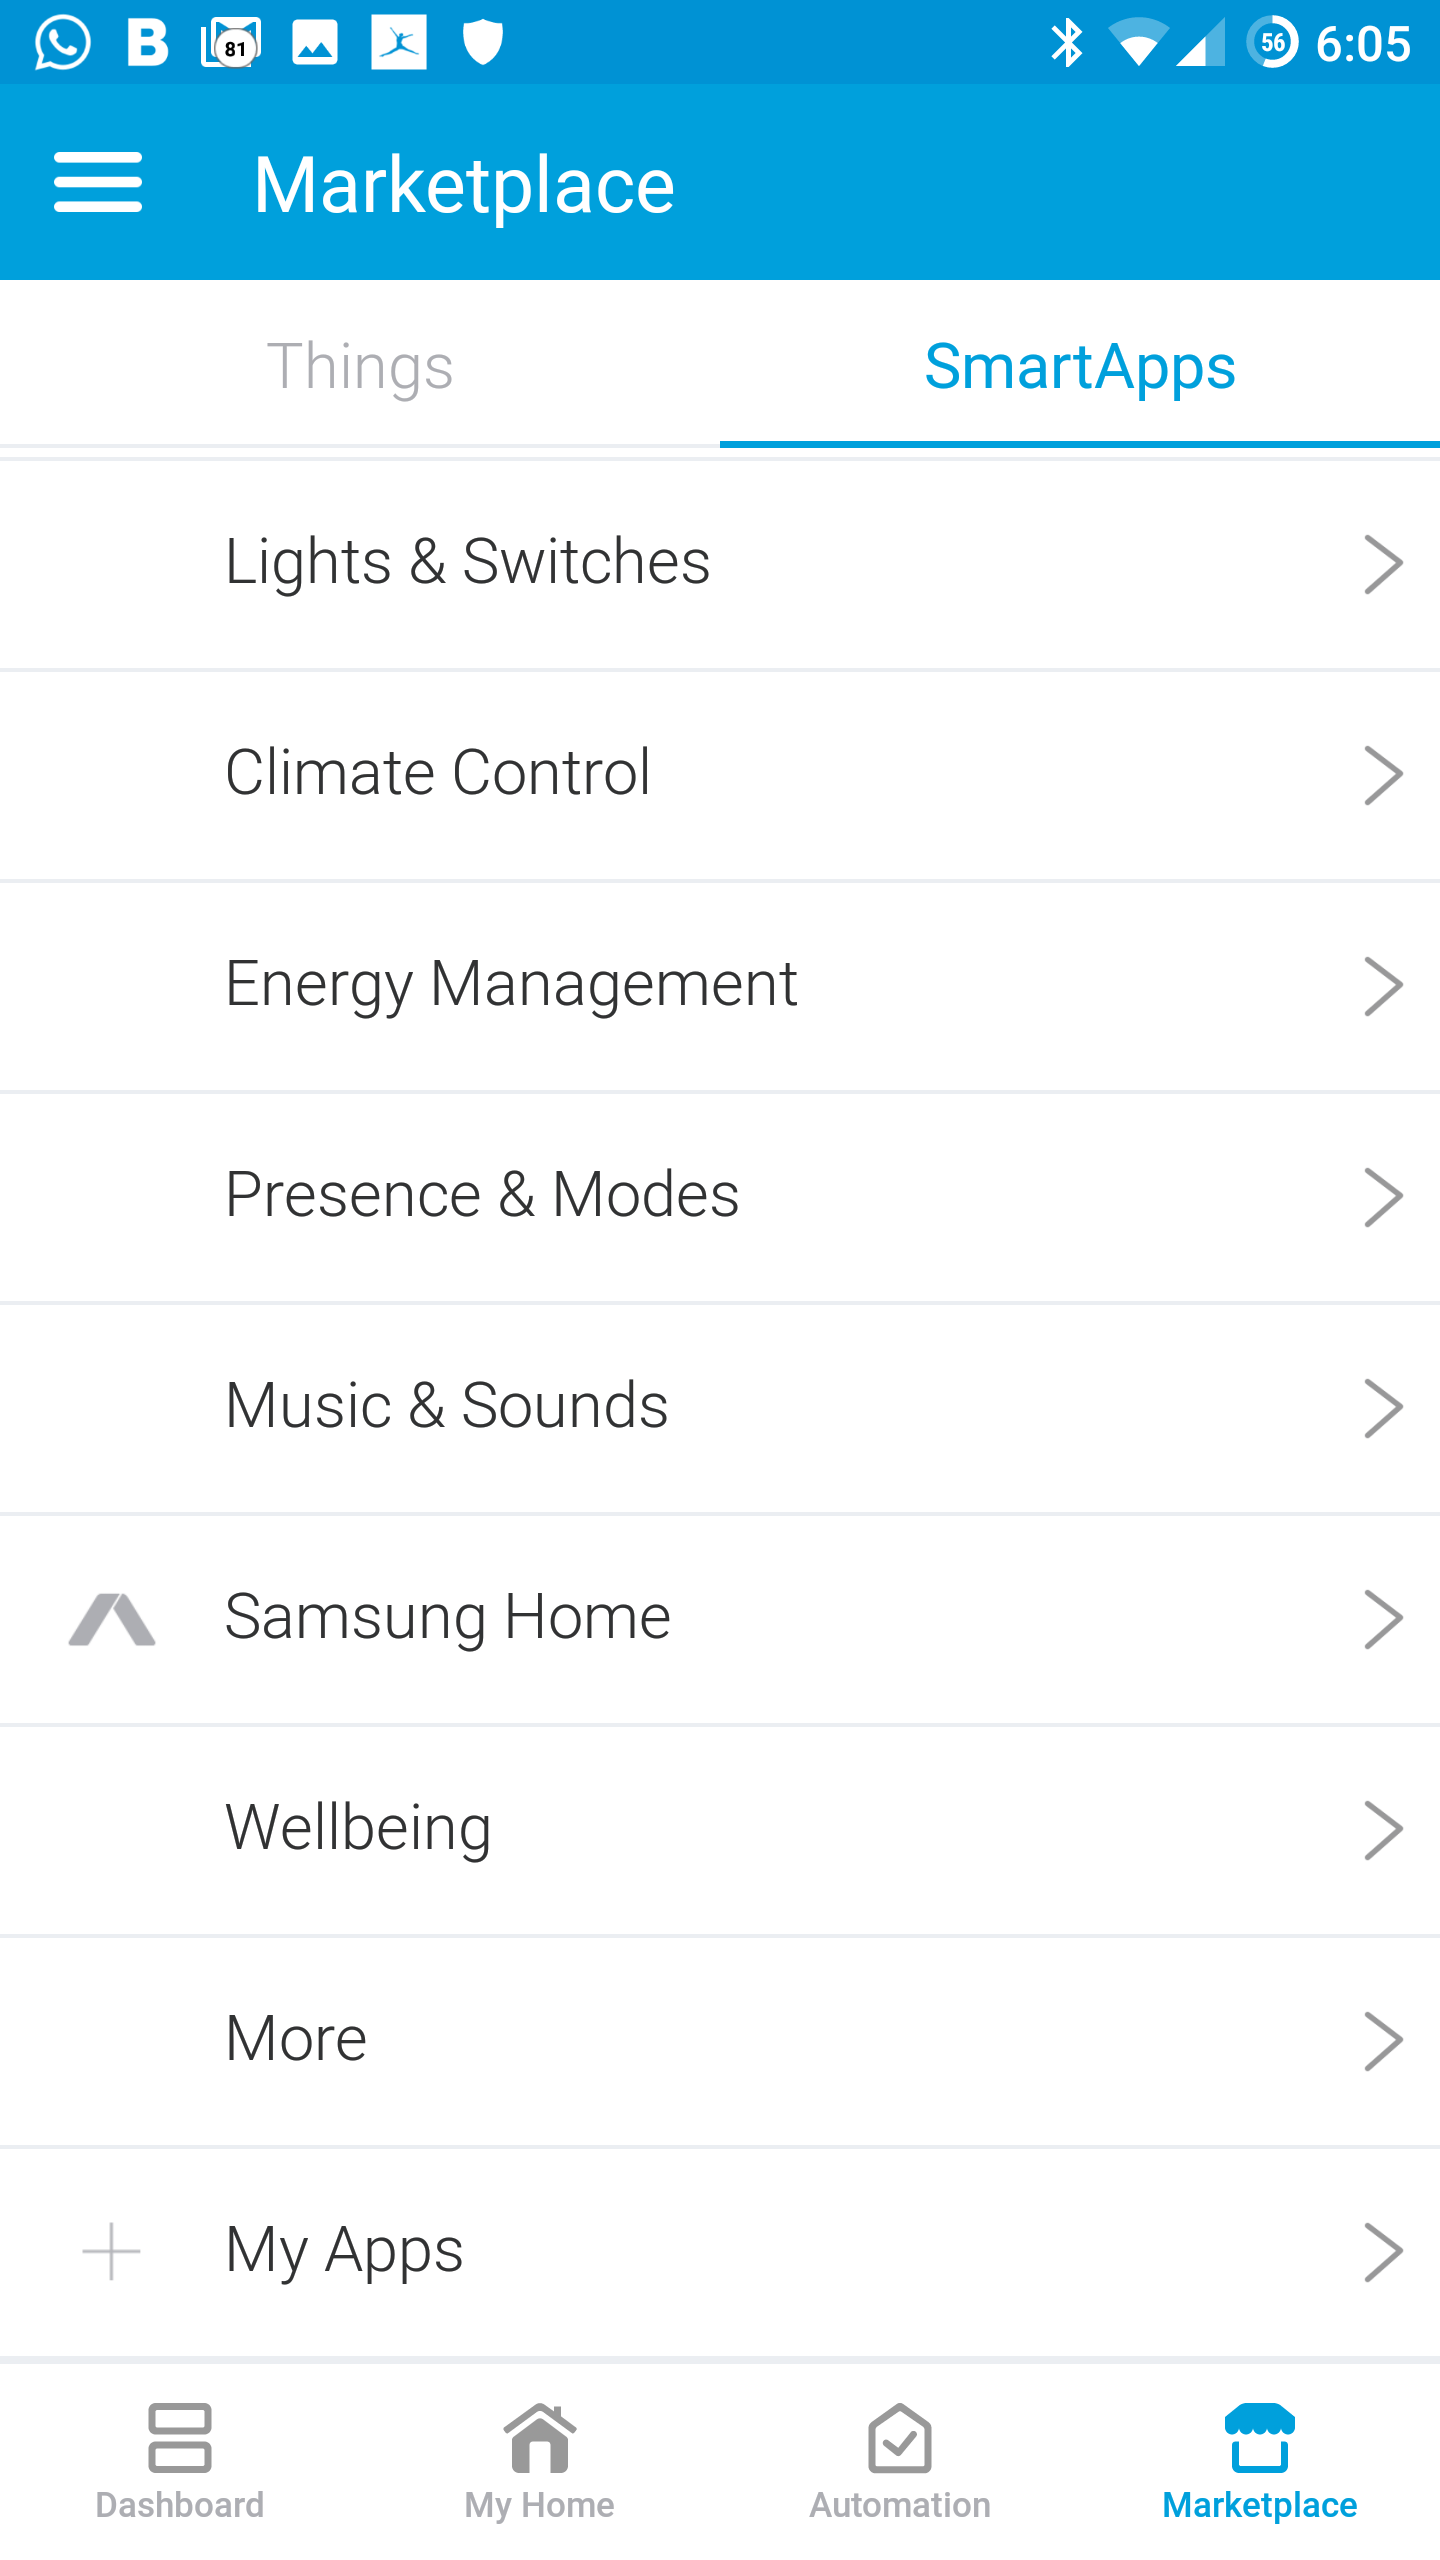 B 81 56 6:05
Marketplace
Things SmartApps
Lights & Switches
Climate Control
Energy Management
Presence & Modes
Music & Sounds
Samsung Home
Wellbeing
More
My Apps
Dashboard My Home Automation Marketplace